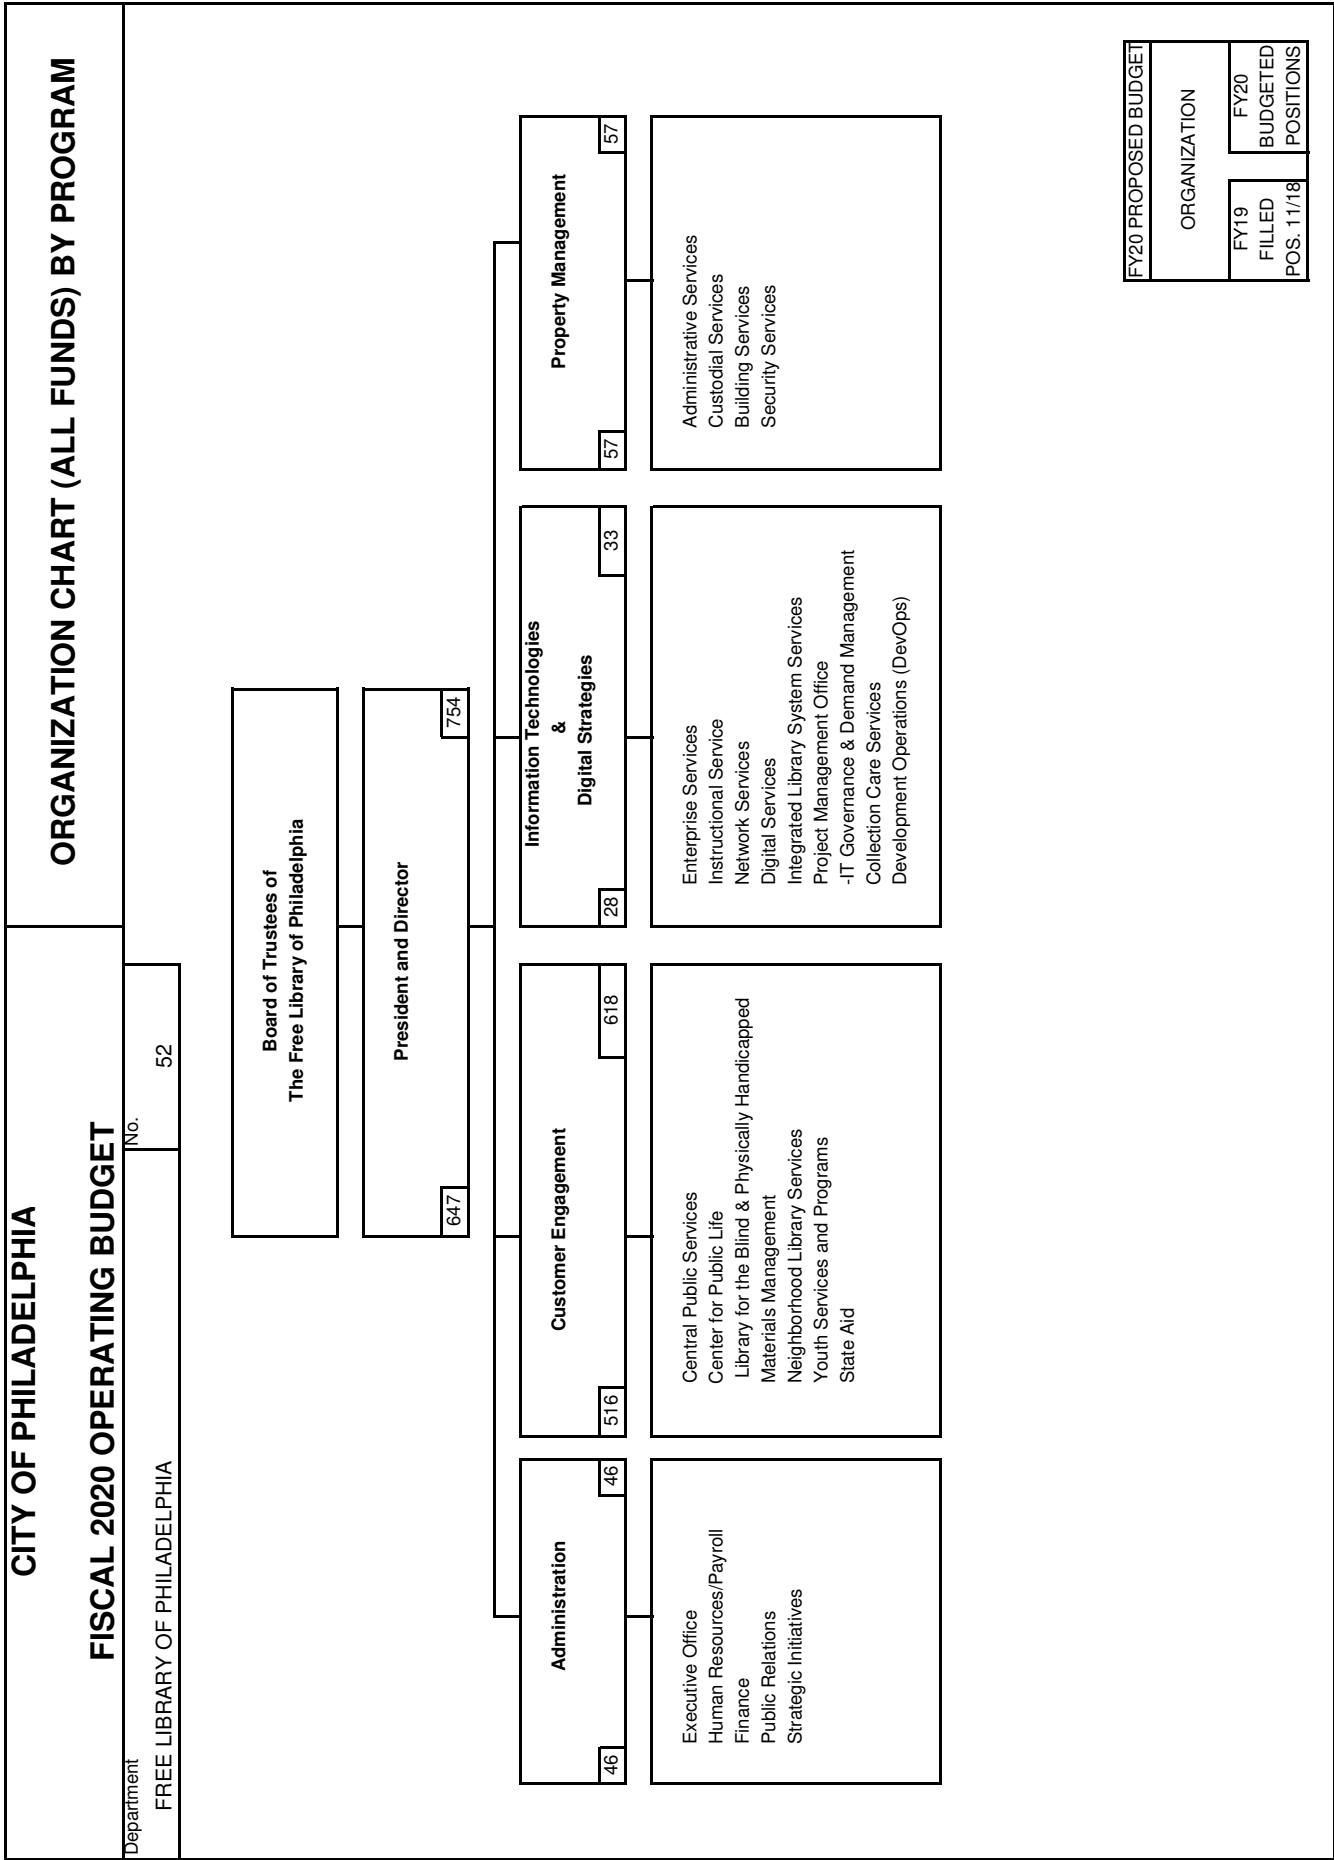 CITY OF PHILADELPHIA
FISCAL 2020 OPERATING BUDGET
ORGANIZATION CHART (ALL FUNDS) BY PROGRAM
Department
FREE LIBRARY OF PHILADELPHIA
No.
52
Board of Trustees of
The Free Library of Philadelphia
President and Director
647
754
Administration
46
46
Executive Office
Human Resources/Payroll
Finance
Public Relations
Strategic Initiatives
Customer Engagement
516
618
Central Public Services
Center for Public Life
Library for the Blind & Physically Handicapped
Materials Management
Neighborhood Library Services
Youth Services and Programs
State Aid
Information Technologies
&
Digital Strategies
28
33
Enterprise Services
Instructional Service
Network Services
Digital Services
Integrated Library System Services
Project Management Office
-IT Governance & Demand Management
Collection Care Services
Development Operations (DevOps)
Property Management
57
57
Administrative Services
Custodial Services
Building Services
Security Services
FY20 PROPOSED BUDGET
ORGANIZATION
FY19
FILLED
POS. 11/18
FY20
BUDGETED
POSITIONS